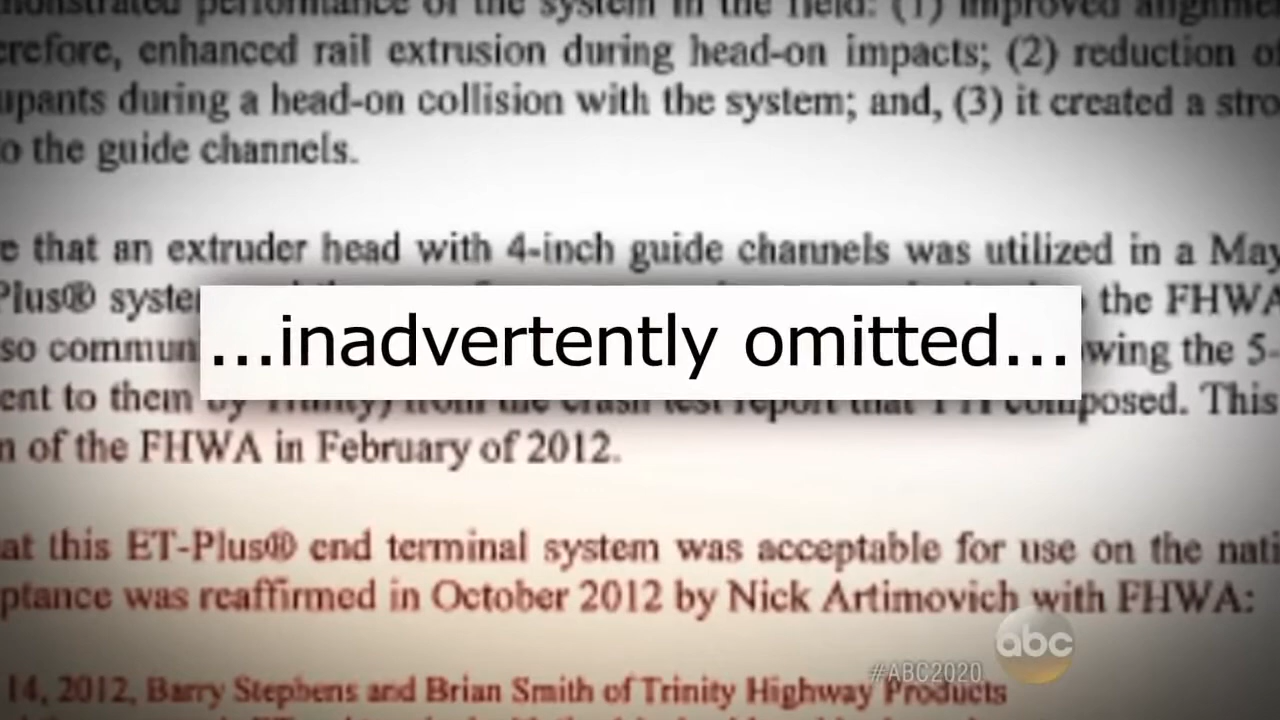 demonstrated performance of the system in the field: (1) improved alignme
erefore, enhanced rail extrusion during head-on impacts; (2) reduction of
upants during a head-on collision with the system; and, (3) it created a stro
o the guide channels.
e that an extruder head with 4-inch guide channels was utilized in a May
Plus® system the FHWA
...inadvertently omitted...
so commun wing the 5-
ent to them by Trinity) from the crash test report that TTI composed. This
n of the FHWA in February of 2012.
at this ET-Plus® end terminal system was acceptable for use on the nati
ptance was reaffirmed in October 2012 by Nick Artimovich with FHWA:
abc
#ABC2020
14, 2012, Barry Stephens and Brian Smith of Trinity Highway Products